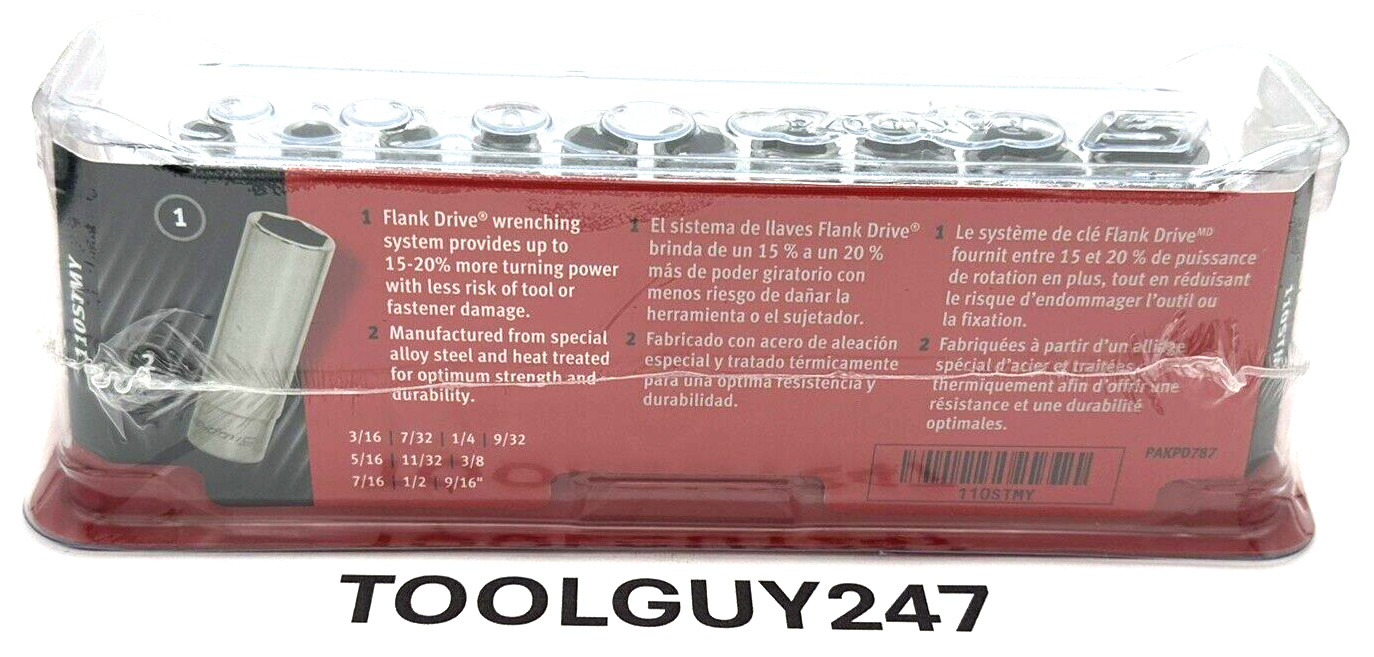 1
110STMY
2
1 Flank Drive® wrenching
system provides up to
15-20% more turning power
with less risk of tool or
fastener damage.
2 Manufactured from special
alloy steel and heat treated
for optimum strength and
durability.
3/16 | 7/32 | 1/4 | 9/32
5/16 | 11/32 | 3/8
7/16 | 1/2 | 9/16"
1 El sistema de llaves Flank Drive®
brinda de un 15 % a un 20 %
más de poder giratorio con
menos riesgo de dañar la
herramienta o el sujetador.
2 Fabricado con acero de aleación
especial y tratado térmicamente
para una óptima resistencia y
durabilidad.
1 Le système de clé Flank Drive MD
fournit entre 15 et 20 % de puissance
de rotation en plus, tout en réduisant
le risque d'endommager l'outil ou
la fixation.
2 Fabriquées à partir d'un alliage
spécial d'acier et traitées
thermiquement afin d'offrir une
résistance et une durabilité
optimales.
110STMY
PAKPD787
110STMY
TOOLGUY247